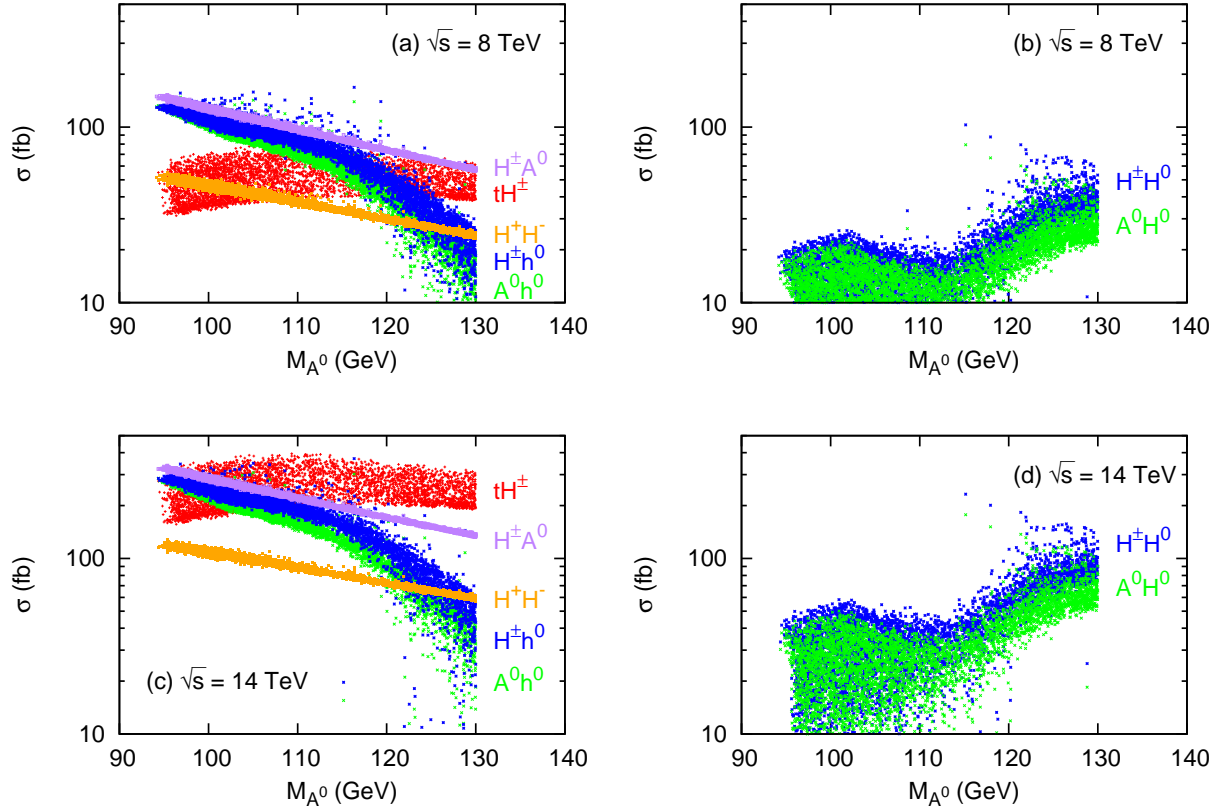 (a) √s = 8 TeV
σ (fb)
100
10
H±A⁰
tH±
H⁺H⁻
H±h⁰
A⁰h⁰
90 100 110 120 130 140
M_A⁰ (GeV)
(b) √s = 8 TeV
σ (fb)
100
10
H±H⁰
A⁰H⁰
90 100 110 120 130 140
M_A⁰ (GeV)
(c) √s = 14 TeV
σ (fb)
100
10
tH±
H±A⁰
H⁺H⁻
H±h⁰
A⁰h⁰
90 100 110 120 130 140
M_A⁰ (GeV)
(d) √s = 14 TeV
σ (fb)
100
10
H±H⁰
A⁰H⁰
90 100 110 120 130 140
M_A⁰ (GeV)